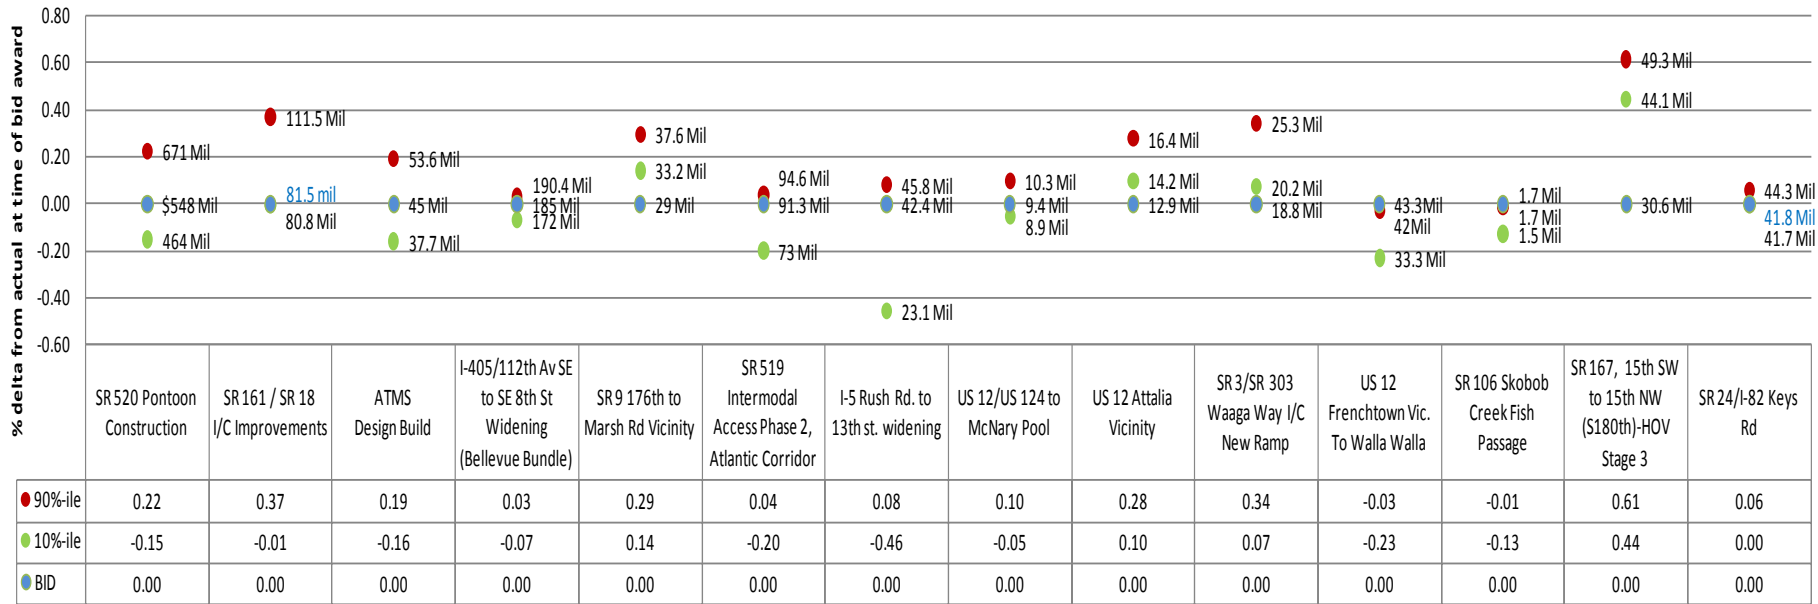 % delta from actual at time of bid award
0.80
0.60
0.40
0.20
0.00
-0.20
-0.40
-0.60
671 Mil
$548 Mil
464 Mil
111.5 Mil
81.5 mil
80.8 Mil
53.6 Mil
45 Mil
37.7 Mil
190.4 Mil
185 Mil
172 Mil
37.6 Mil
33.2 Mil
29 Mil
94.6 Mil
91.3 Mil
73 Mil
45.8 Mil
42.4 Mil
23.1 Mil
10.3 Mil
9.4 Mil
8.9 Mil
16.4 Mil
14.2 Mil
12.9 Mil
25.3 Mil
20.2 Mil
18.8 Mil
43.3 Mil
42 Mil
33.3 Mil
1.7 Mil
1.7 Mil
1.5 Mil
49.3 Mil
44.1 Mil
30.6 Mil
44.3 Mil
41.8 Mil
41.7 Mil
SR 520 Pontoon
Construction
SR 161 / SR 18
I/C Improvements
ATMS
Design Build
I-405/112th Av SE
to SE 8th St
Widening
(Bellevue Bundle)
SR 9 176th to
Marsh Rd Vicinity
SR 519
Intermodal
Access Phase 2,
Atlantic Corridor
I-5 Rush Rd. to
13th st. widening
US 12/US 124 to
McNary Pool
US 12 Attalia
Vicinity
SR 3/SR 303
Waaga Way I/C
New Ramp
US 12
Frenchtown Vic.
To Walla Walla
SR 106 Skobob
Creek Fish
Passage
SR 167, 15th SW
to 15th NW
(S180th)-HOV
Stage 3
SR 24/I-82 Keys
Rd
90%-ile 0.22 0.37 0.19 0.03 0.29 0.04 0.08 0.10 0.28 0.34 -0.03 -0.01 0.61 0.06
10%-ile -0.15 -0.01 -0.16 -0.07 0.14 -0.20 -0.46 -0.05 0.10 0.07 -0.23 -0.13 0.44 0.00
BID 0.00 0.00 0.00 0.00 0.00 0.00 0.00 0.00 0.00 0.00 0.00 0.00 0.00 0.00